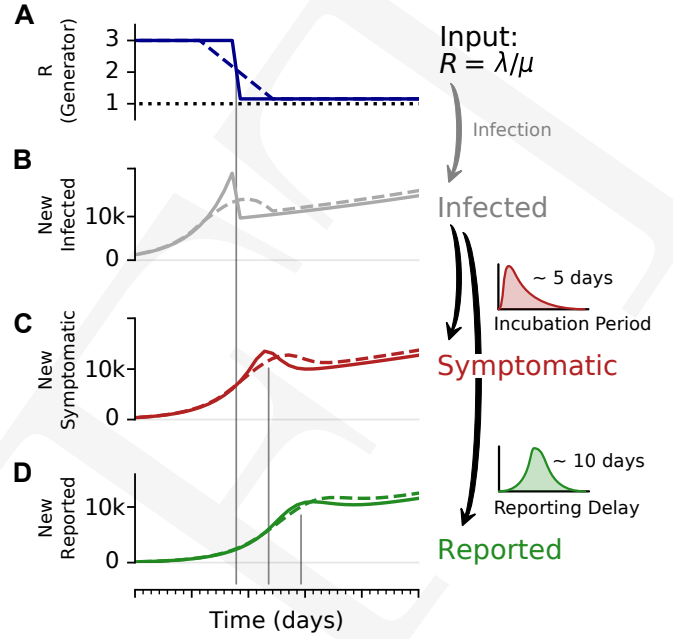 A
R
(Generator)
3
2
1
Input:
R = λ/μ
Infection
B
New
Infected
10k
0
Infected
~ 5 days
Incubation Period
C
New
Symptomatic
10k
0
Symptomatic
D
New
Reported
10k
0
~ 10 days
Reporting Delay
Reported
Time (days)